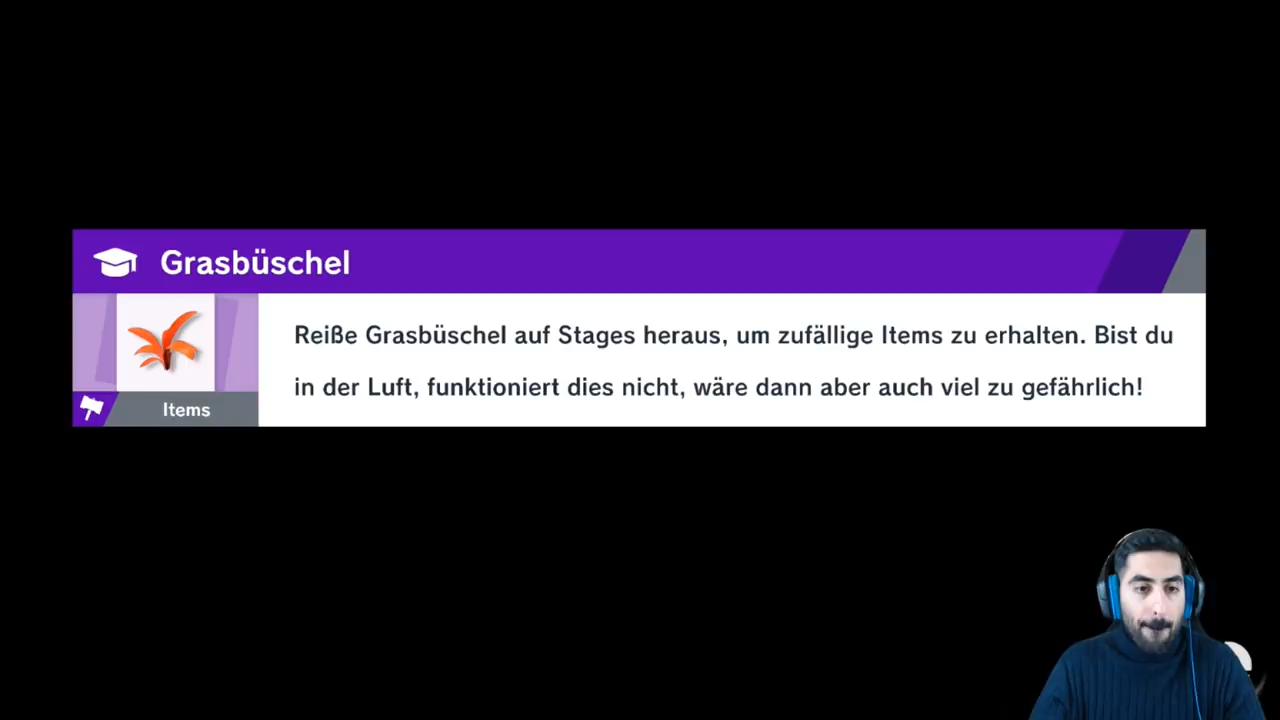 Grasbüschel
Reiße Grasbüschel auf Stages heraus, um zufällige Items zu erhalten. Bist du
in der Luft, funktioniert dies nicht, wäre dann aber auch viel zu gefährlich!
Items